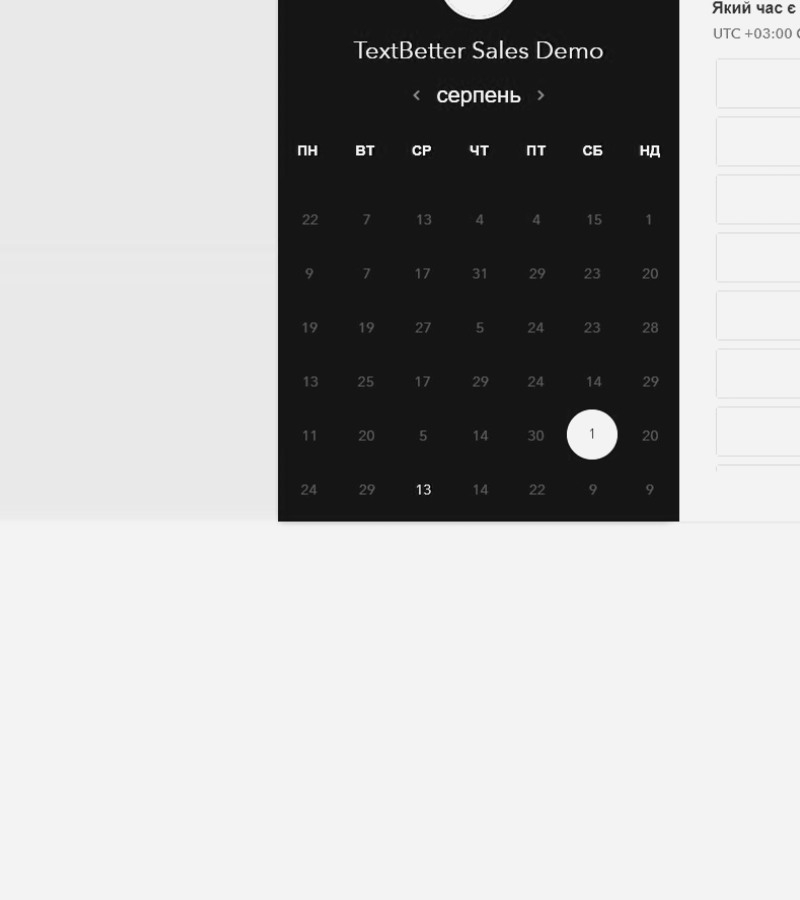 TextBetter Sales Demo
< серпень >
ПН ВТ СР ЧТ ПТ СБ НД
22 7 13 4 4 15 1
9 7 17 31 29 23 20
19 19 27 5 24 23 28
13 25 17 29 24 14 29
11 20 5 14 30 1 20
24 29 13 14 22 9 9
Який час є
UTC +03:00